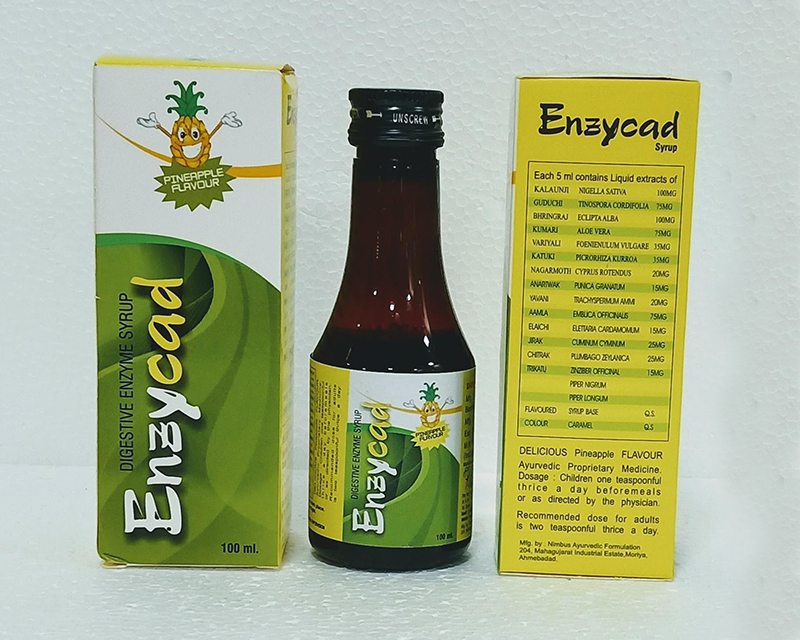 PINEAPPLE
FLAVOUR
DIGESTIVE ENZYME SYRUP
Enzycad
100 ml.
UNSCREW
PINEAPPLE
FLAVOUR
DIGESTIVE ENZYME SYRUP
Enzycad
100 ml.
Enzycad
Syrup
Each 5 ml contains Liquid extracts of
KALAUNJI NIGELLA SATIVA 100MG
GUDUCHI TINOSPORA CORDIFOLIA 75MG
BHRINGRAJ ECLIPTA ALBA 100MG
KUMARI ALOE VERA 75MG
VARIYALI FOENIENULUM VULGARE 35MG
KATUKI PICRORHIZA KURROA 35MG
NAGARMOTH CYPRUS ROTENDUS 20MG
ANARTWAK PUNICA GRANATUM 15MG
YAVANI TRACHYSPERMUM AMMI 20MG
AAMLA EMBLICA OFFICINALIS 75MG
ELAICHI ELETTARIA CARDAMOMUM 15MG
JIRAK CUMINUM CYMINUM 25MG
CHITRAK PLUMBAGO ZEYLANICA 25MG
TRIKATU ZINZIBER OFFICINAL 15MG
PIPER NIGRUM
PIPER LONGUM
FLAVOURED SYRUP BASE Q.S.
COLOUR CARAMEL Q.S.
DELICIOUS Pineapple FLAVOUR
Ayurvedic Proprietary Medicine.
Dosage : Children one teaspoonful
thrice a day beforemeals
or as directed by the physician.
Recommended dose for adults
is two teaspoonful thrice a day.
Mfg. by : Nimbus Ayurvedic Formulation
204, Mahagujarat Industrial Estate,Moriya,
Ahmebadad.